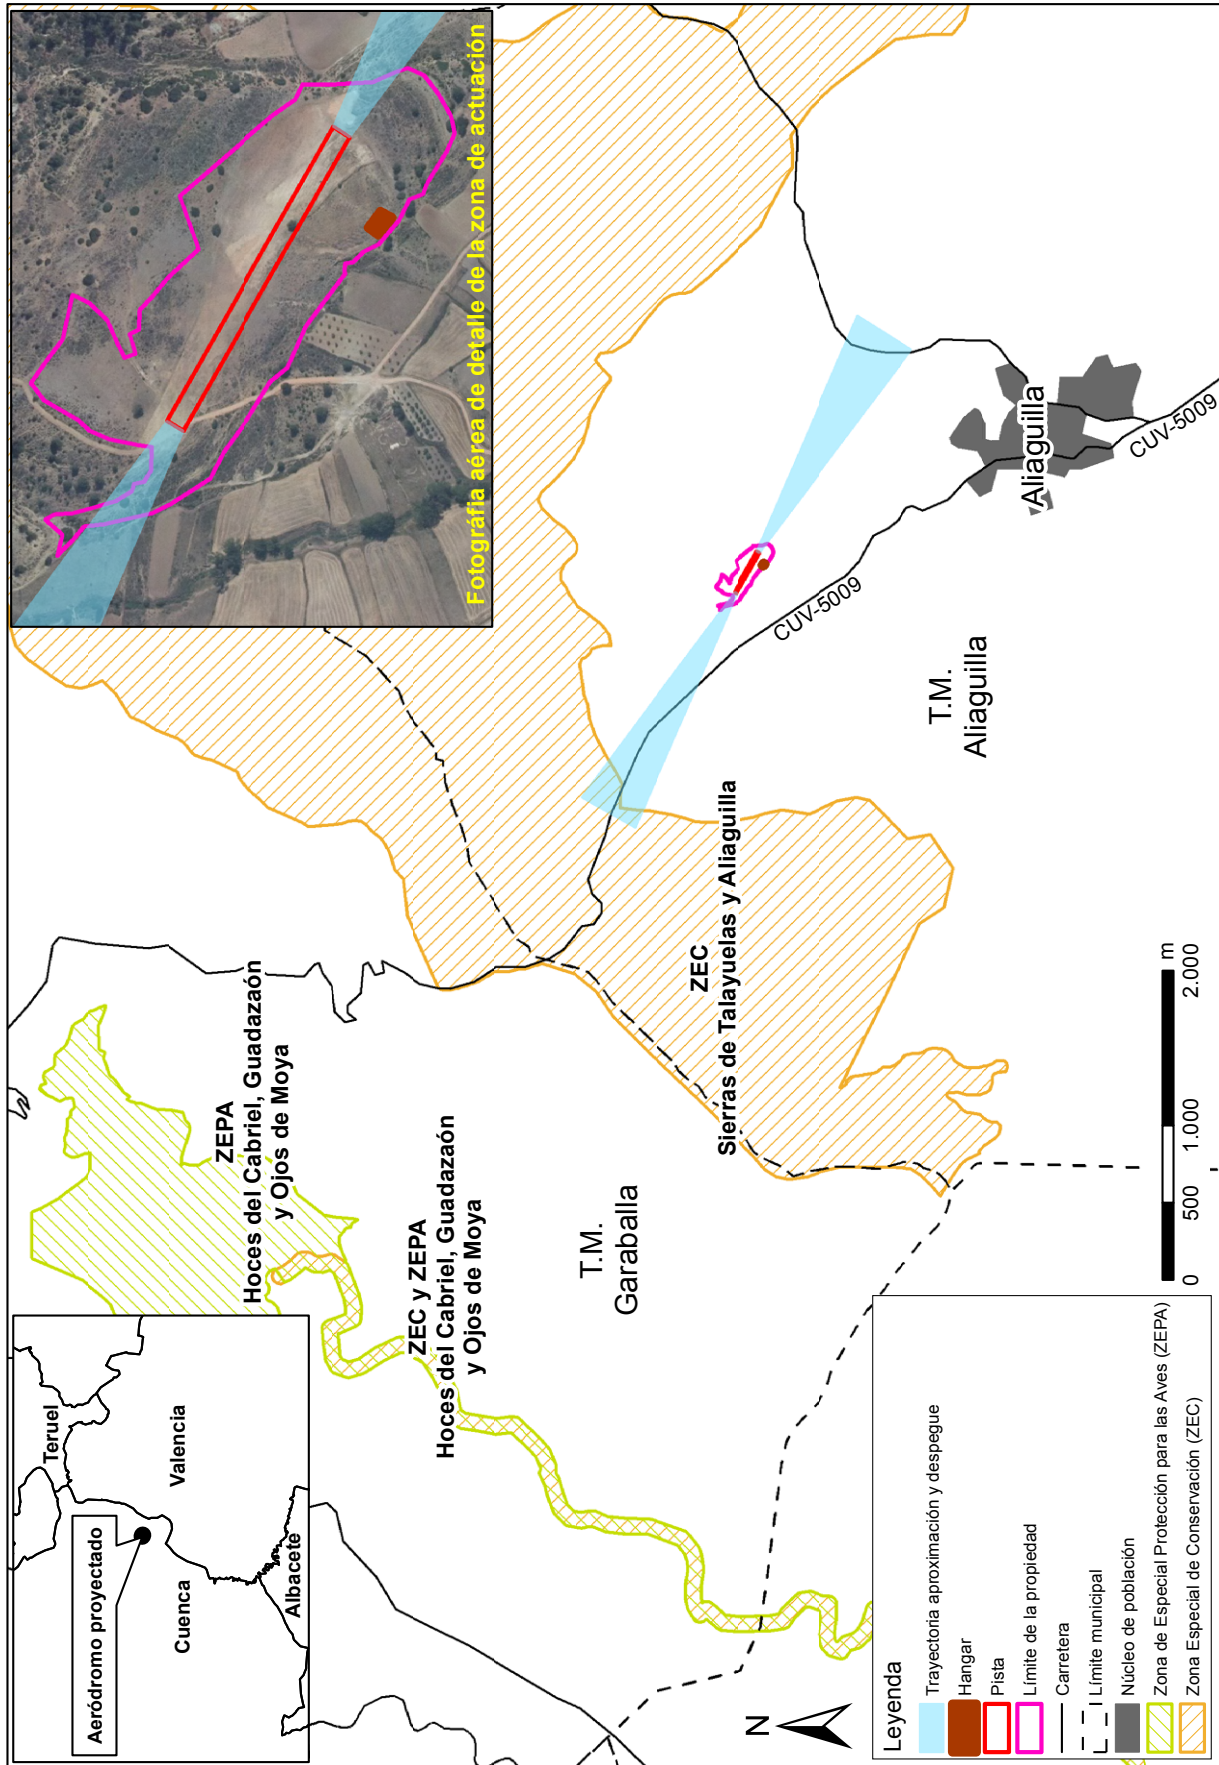 Teruel
Valencia
Aeródromo proyectado
Cuenca
Albacete
ZEPA
Hoces del Cabriel, Guadazaón
y Ojos de Moya
ZEC y ZEPA
Hoces del Cabriel, Guadazaón
y Ojos de Moya
T.M.
Garaballa
ZEC
Sierras de Talayuelas y Aliaguilla
Fotográfia aérea de detalle de la zona de actuación
CUV-5009
T.M.
Aliaguilla
Aliaguilla
CUV-5009
N
Leyenda
Trayectoria aproximación y despegue
Hangar
Pista
Límite de la propiedad
Carretera
Límite municipal
Núcleo de población
Zona de Especial Protección para las Aves (ZEPA)
Zona Especial de Conservación (ZEC)
0 500 1.000 2.000
m